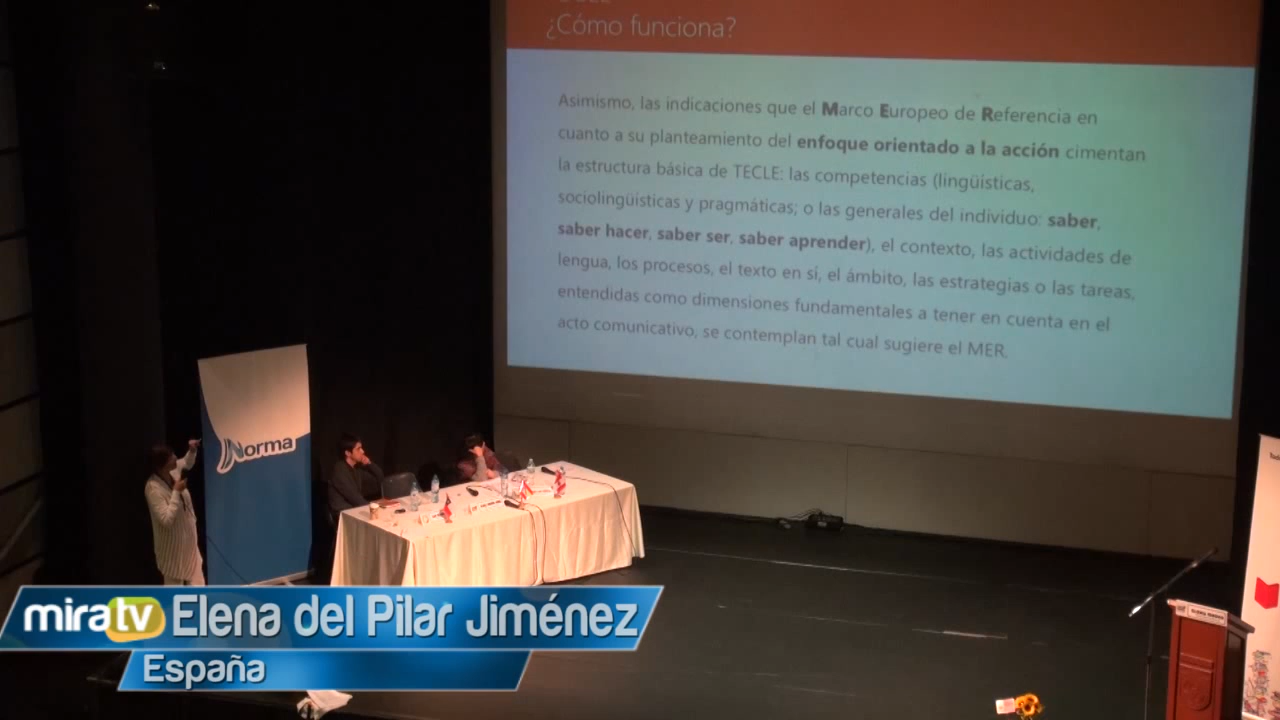 ¿Cómo funciona?
Asimismo, las indicaciones que el Marco Europeo de Referencia en
cuanto a su planteamiento del enfoque orientado a la acción cimentan
la estructura básica de TECLE: las competencias (lingüísticas,
sociolingüísticas y pragmáticas; o las generales del individuo: saber,
saber hacer, saber ser, saber aprender), el contexto, las actividades de
lengua, los procesos, el texto en sí, el ámbito, las estrategias o las tareas,
entendidas como dimensiones fundamentales a tener en cuenta en el
acto comunicativo, se contemplan tal cual sugiere el MER.
Norma
miratv Elena del Pilar Jiménez
España